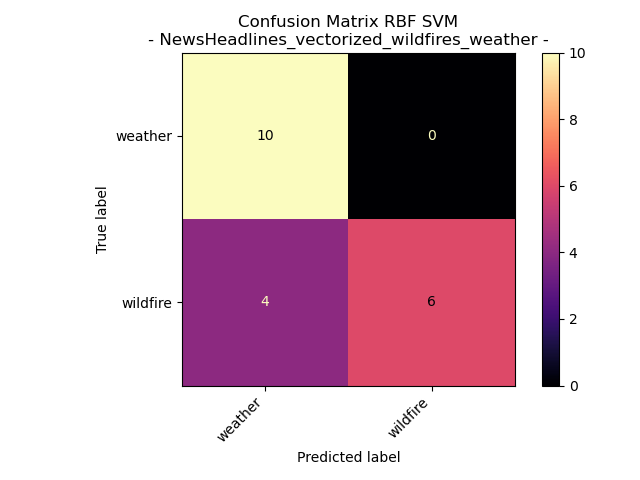 Confusion Matrix RBF SVM
- NewsHeadlines_vectorized_wildfires_weather -
10
8
6
4
2
0
weather
10
0
wildfire
4
6
True label
weather
wildfire
Predicted label